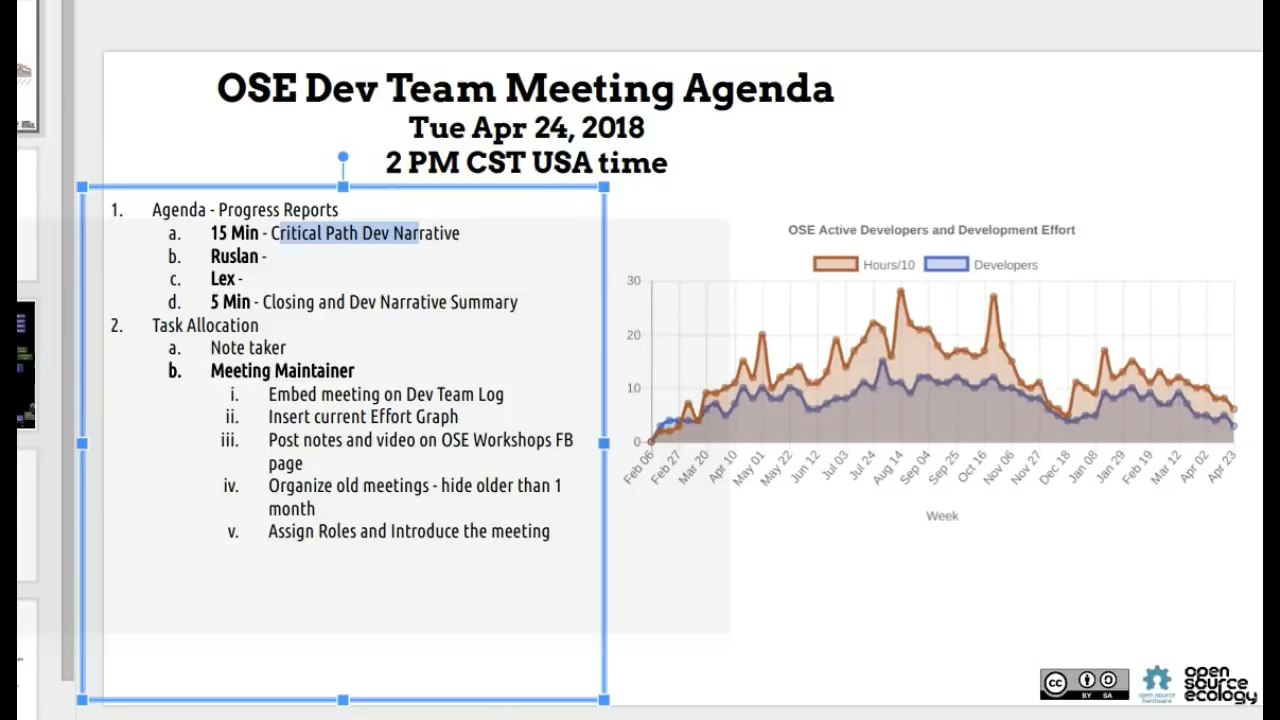 OSE Dev Team Meeting Agenda
Tue Apr 24, 2018
2 PM CST USA time
1. Agenda - Progress Reports
a. 15 Min - Critical Path Dev Narrative
b. Ruslan -
c. Lex -
d. 5 Min - Closing and Dev Narrative Summary
2. Task Allocation
a. Note taker
b. Meeting Maintainer
i. Embed meeting on Dev Team Log
ii. Insert current Effort Graph
iii. Post notes and video on OSE Workshops FB
page
iv. Organize old meetings - hide older than 1
month
v. Assign Roles and Introduce the meeting
OSE Active Developers and Development Effort
Hours/10 Developers
30
20
10
0
Feb 06 Feb 27 Mar 20 Apr 10 May 01 May 22 Jun 12 Jul 03 Jul 24 Aug 14 Sep 04 Sep 25 Oct 16 Nov 06 Nov 27 Dec 18 Jan 08 Jan 29 Feb 19 Mar 12 Apr 02 Apr 23
Week
cc BY SA
open source
hardware
open
source
ecology